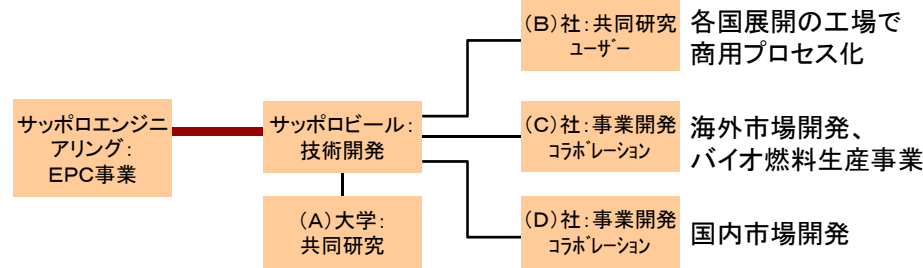 サッポロエンジニ
アリング:
EPC事業
サッポロビール:
技術開発
(A)大学:
共同研究
(B)社:共同研究
ﾕｰｻﾞｰ
各国展開の工場で
商用プロセス化
(C)社:事業開発
ｺﾗﾎﾞﾚｰｼｮﾝ
海外市場開発、
バイオ燃料生産事業
(D)社:事業開発
ｺﾗﾎﾞﾚｰｼｮﾝ
国内市場開発